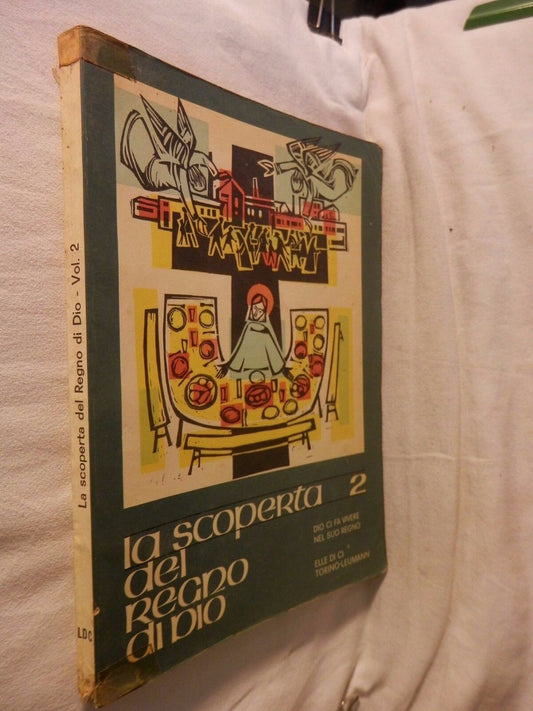 La scoperta del Regno di Dio - Vol. 2
LDC
la scoperta 2
del
regno
di dio
DIO CI FA VIVERE
NEL SUO REGNO
ELLE DI CI
TORINO-LEUMANN